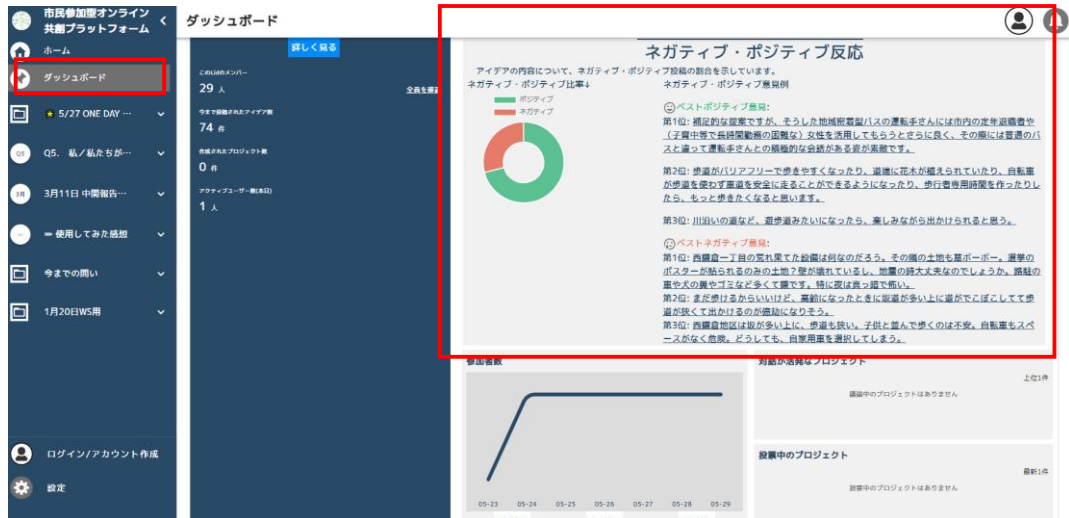 市民参加型オンライン
共創プラットフォーム
ホーム
ダッシュボード
★ 5/27 ONE DAY …
Q5 Q5. 私／私たちが…
3月 3月11日 中間報告…
ー 使用してみた感想
今までの問い
1月20日WS用
ログイン/アカウント作成
設定
ダッシュボード
詳しく見る
このLidのメンバー
29 人
今まで投稿されたアイデア数
74 件
作成されたプロジェクト数
0 件
アクティブユーザー数(本日)
1 人
ネガティブ・ポジティブ反応
アイデアの内容について、ネガティブ・ポジティブ投稿の割合を示しています。
ネガティブ・ポジティブ比率↓
ポジティブ
ネガティブ
ネガティブ・ポジティブ意見例
ベストポジティブ意見:
第1位: 補足的な提案ですが、そうした地域密着型バスの運転手さんには市内の定年退職者や
（子育中等で長時間勤務の困難な）女性を活用してもらうとさらに良く、その際には普通のバ
スと違って運転手さんとの積極的な会話がある姿が素敵です。
第2位: 歩道がバリアフリーで歩きやすくなったり、道端に花木が植えられていたり、自転車
が歩道を使わず車道を安全に走ることができるようになったり、歩行者専用時間を作ったりし
たら、もっと歩きたくなると思います。
第3位: 川沿いの道など、遊歩道みたいになったら、楽しみながら出かけられると思う。
ベストネガティブ意見:
第1位: 西鎌倉一丁目の荒れ果てた設備は何なのだろう。その隣の土地も草ボーボー。選挙の
ポスターが貼られるのみの土地？壁が壊れているし、地震の時大丈夫なのでしょうか。路駐の
車や犬の糞やゴミなど多くて嫌です。特に夜は真っ暗で怖い。
第2位: まだ歩けるからいいけど、高齢になったときに坂道が多い上に道がでこぼこしてて歩
道が狭くて出かけるのが億劫になりそう。
第3位: 西鎌倉地区は坂が多い上に、歩道も狭い。子供と並んで歩くのは不安。自転車もスペ
ースがなく危険。どうしても、自家用車を選択してしまう。
参加者数
05-23 05-24 05-25 05-26 05-27 05-28 05-29
対話が活発なプロジェクト
上位1件
議論中のプロジェクトはありません
投票中のプロジェクト
最新1件
投票中のプロジェクトはありません